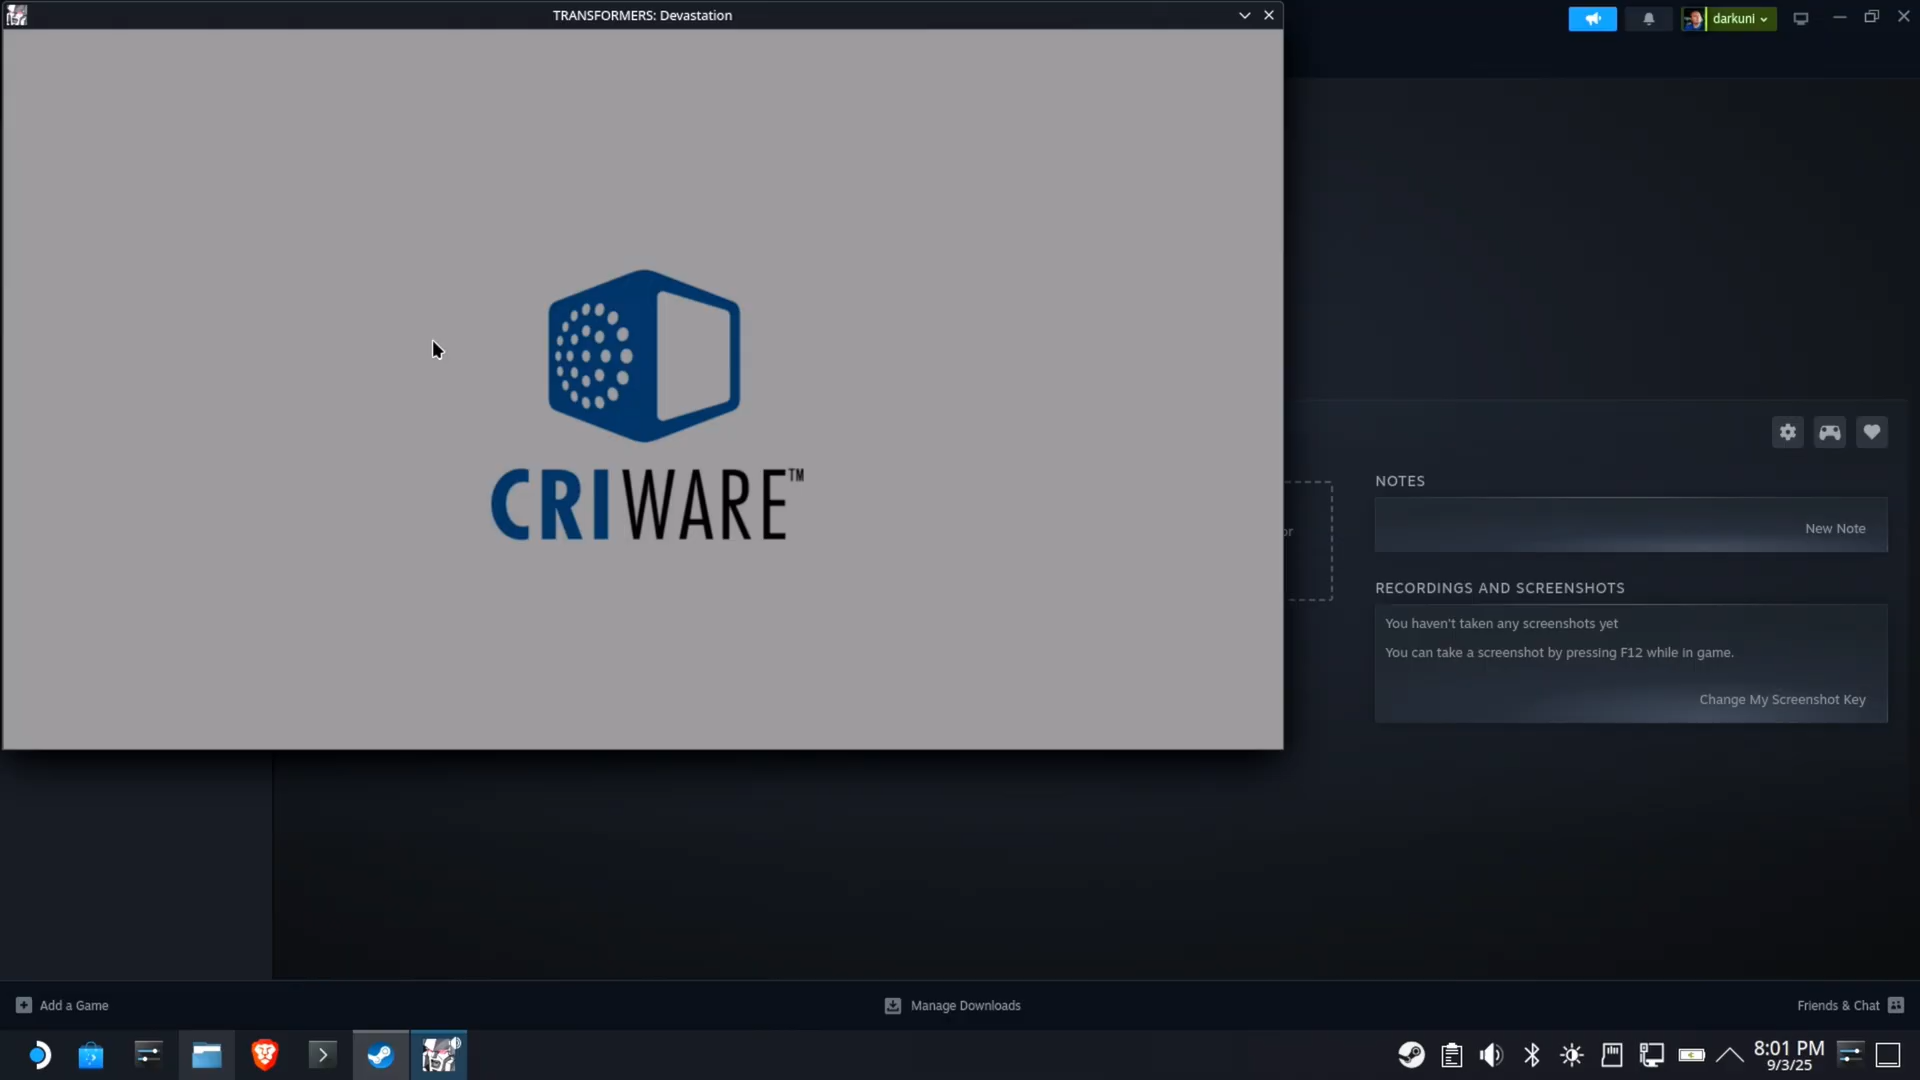 TRANSFORMERS: Devastation
darkuni
CRIWARE™
or
NOTES
New Note
RECORDINGS AND SCREENSHOTS
You haven't taken any screenshots yet
You can take a screenshot by pressing F12 while in game.
Change My Screenshot Key
Add a Game
Manage Downloads
Friends & Chat
8:01 PM
9/3/25